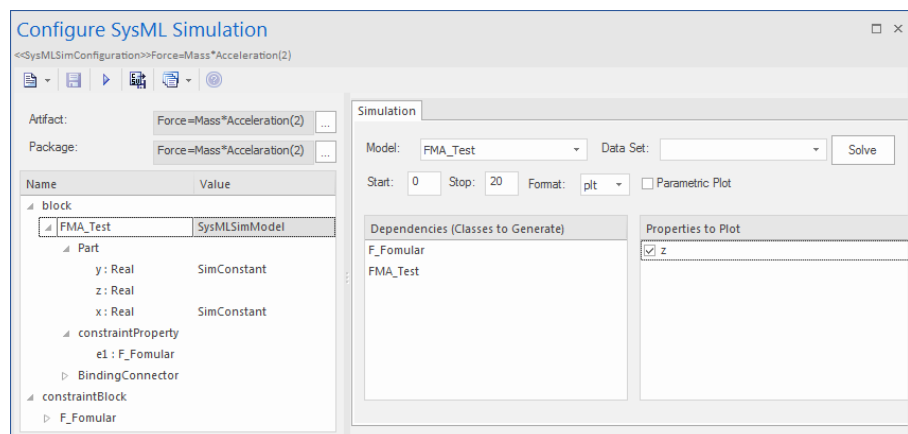 Configure SysML Simulation
<<SysMLSimConfiguration>>Force=Mass*Acceleration(2)
Artifact: Force=Mass*Acceleration(2) ...
Package: Force=Mass*Accelaration(2) ...
Name Value
block
FMA_Test SysMLSimModel
Part
y : Real SimConstant
z : Real
x : Real SimConstant
constraintProperty
e1 : F_Fomular
BindingConnector
constraintBlock
F_Fomular
Simulation
Model: FMA_Test Data Set: Solve
Start: 0 Stop: 20 Format: plt Parametric Plot
Dependencies (Classes to Generate) Properties to Plot
F_Fomular z
FMA_Test